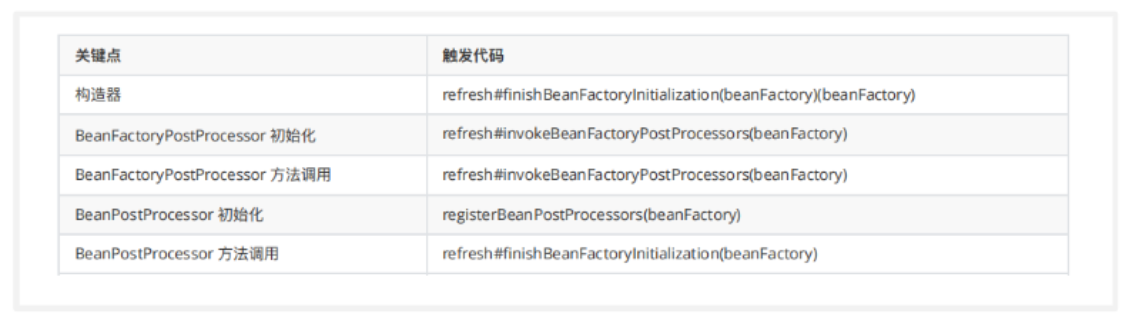 关键点 触发代码
构造器 refresh#finishBeanFactoryInitialization(beanFactory)(beanFactory)
BeanFactoryPostProcessor 初始化 refresh#invokeBeanFactoryPostProcessors(beanFactory)
BeanFactoryPostProcessor 方法调用 refresh#invokeBeanFactoryPostProcessors(beanFactory)
BeanPostProcessor 初始化 registerBeanPostProcessors(beanFactory)
BeanPostProcessor 方法调用 refresh#finishBeanFactoryInitialization(beanFactory)